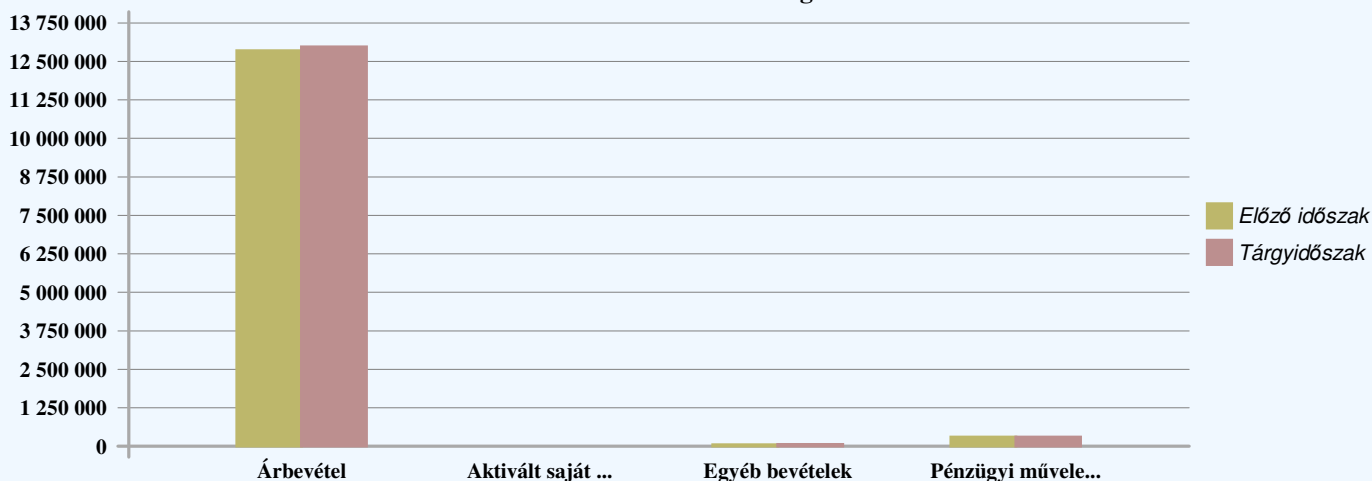 13 750 000
12 500 000
11 250 000
10 000 000
8 750 000
7 500 000
6 250 000
5 000 000
3 750 000
2 500 000
1 250 000
0
Árbevétel Aktivált saját ... Egyéb bevételek Pénzügyi művele...
Előző időszak
Tárgyidőszak